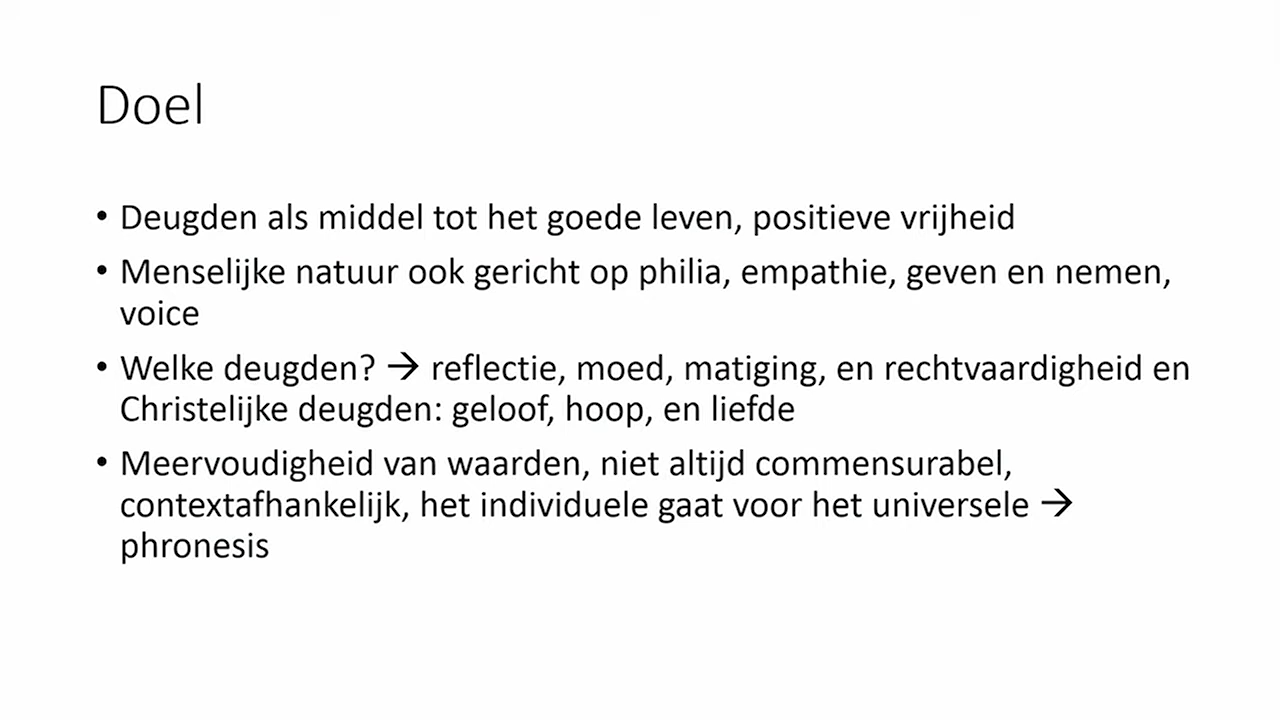 Doel
• Deugden als middel tot het goede leven, positieve vrijheid
• Menselijke natuur ook gericht op philia, empathie, geven en nemen,
voice
• Welke deugden? → reflectie, moed, matiging, en rechtvaardigheid en
Christelijke deugden: geloof, hoop, en liefde
• Meervoudigheid van waarden, niet altijd commensurabel,
contextafhankelijk, het individuele gaat voor het universele →
phronesis